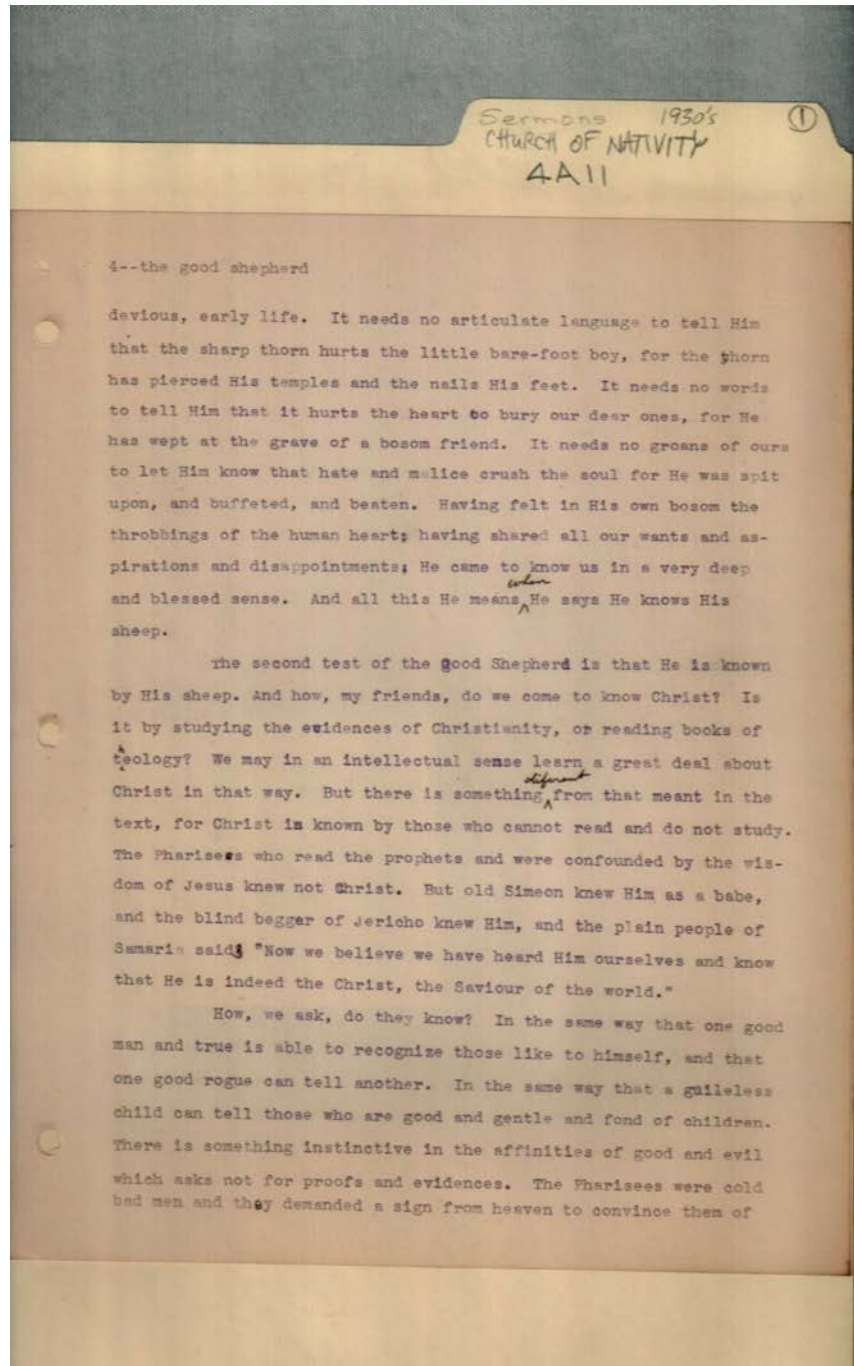 Sermons 1930's ①
CHURCH OF NATIVITY
4A11
4--the good shepherd
devious, early life. It needs no articulate language to tell Him
that the sharp thorn hurts the little bare-foot boy, for the thorn
has pierced His temples and the nails His feet. It needs no words
to tell Him that it hurts the heart to bury our dear ones, for He
has wept at the grave of a bosom friend. It needs no groans of ours
to let Him know that hate and malice crush the soul for He was spit
upon, and buffeted, and beaten. Having felt in His own bosom the
throbbings of the human heart; having shared all our wants and as-
pirations and disappointments; He came to know us in a very deep
and blessed sense. And all this He means when He says He knows His
sheep.
The second test of the good Shepherd is that He is known
by His sheep. And how, my friends, do we come to know Christ? Is
it by studying the evidences of Christianity, or reading books of
theology? We may in an intellectual sense learn a great deal about
Christ in that way. But there is something diferent from that meant in the
text, for Christ is known by those who cannot read and do not study.
The Pharisees who read the prophets and were confounded by the wis-
dom of Jesus knew not Christ. But old Simeon knew Him as a babe,
and the blind begger of Jericho knew Him, and the plain people of
Samaria said; "Now we believe we have heard Him ourselves and know
that He is indeed the Christ, the Saviour of the world."
How, we ask, do they know? In the same way that one good
man and true is able to recognize those like to himself, and that
one good rogue can tell another. In the same way that a guileless
child can tell those who are good and gentle and fond of children.
There is something instinctive in the affinities of good and evil
which asks not for proofs and evidences. The Pharisees were cold
bad men and they demanded a sign from heaven to convince them of